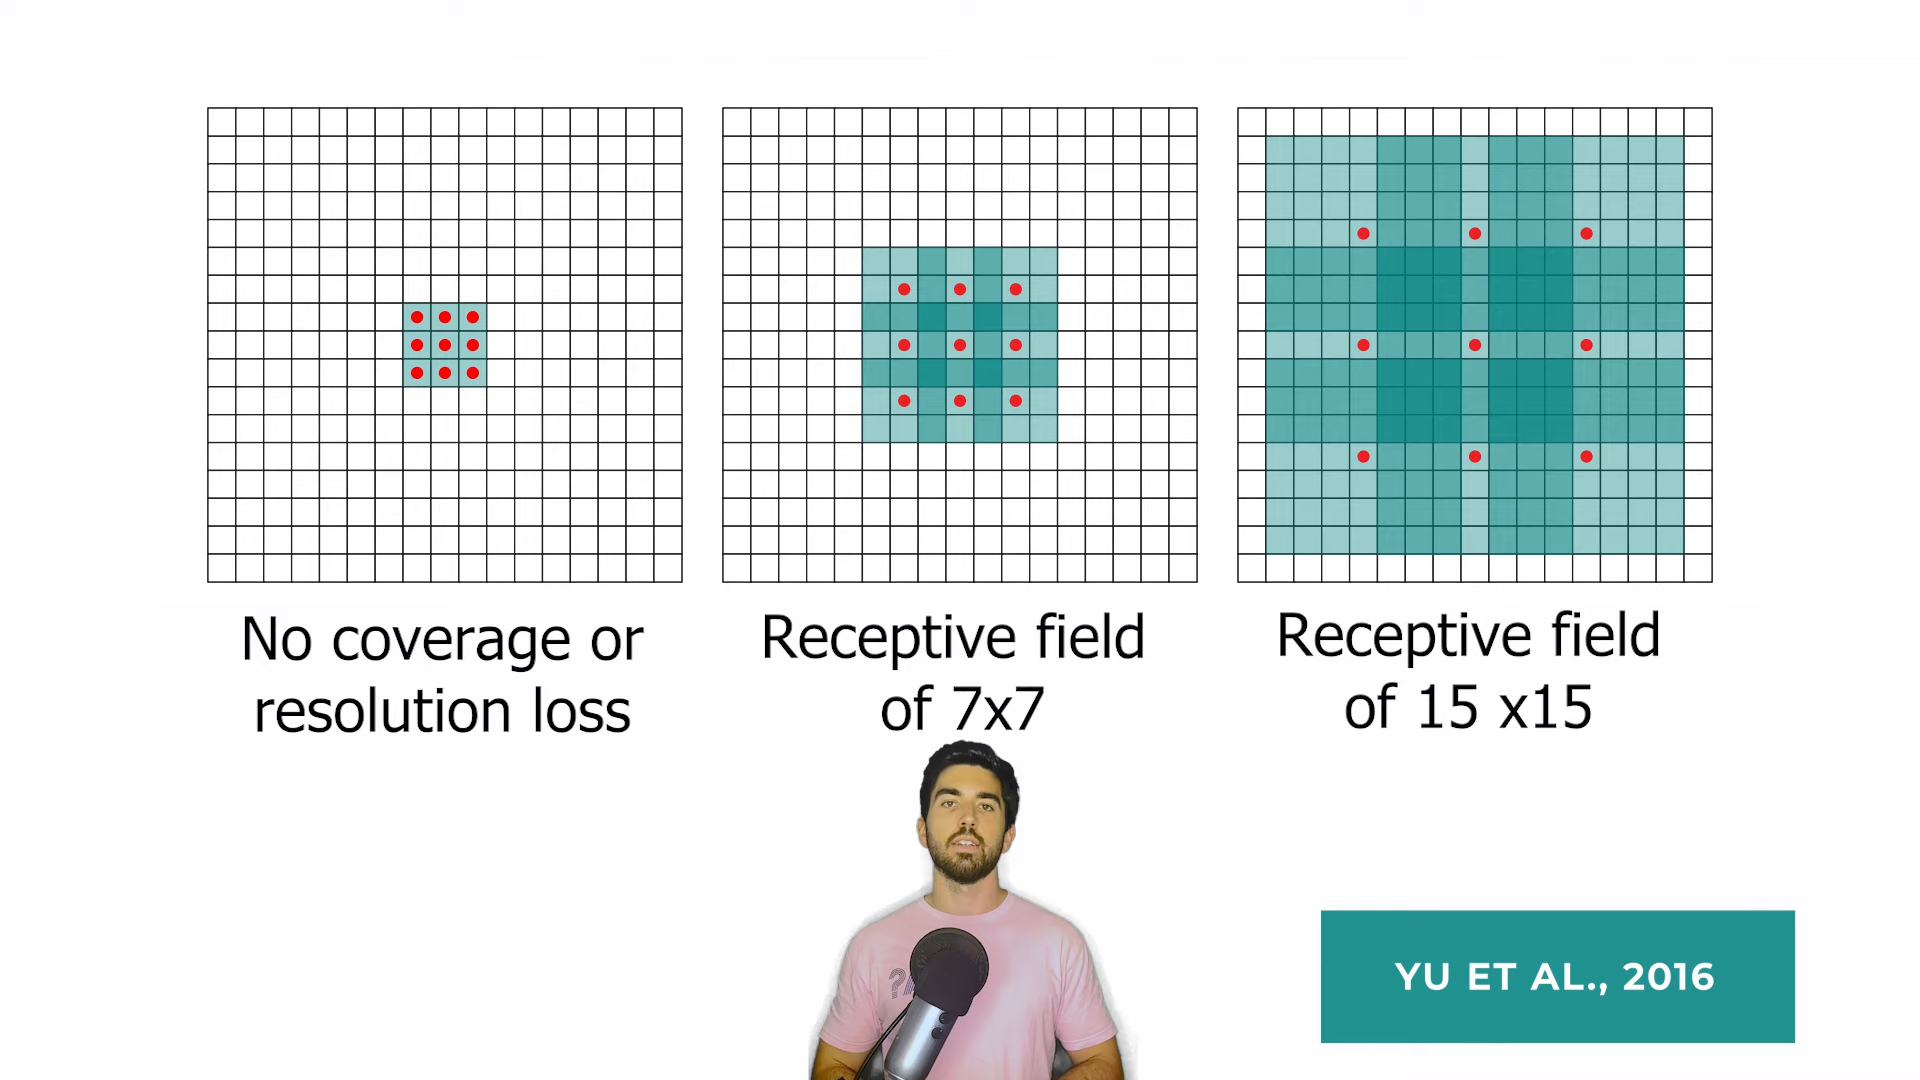 No coverage or
resolution loss
Receptive field
of 7x7
Receptive field
of 15 x15
YU ET AL., 2016